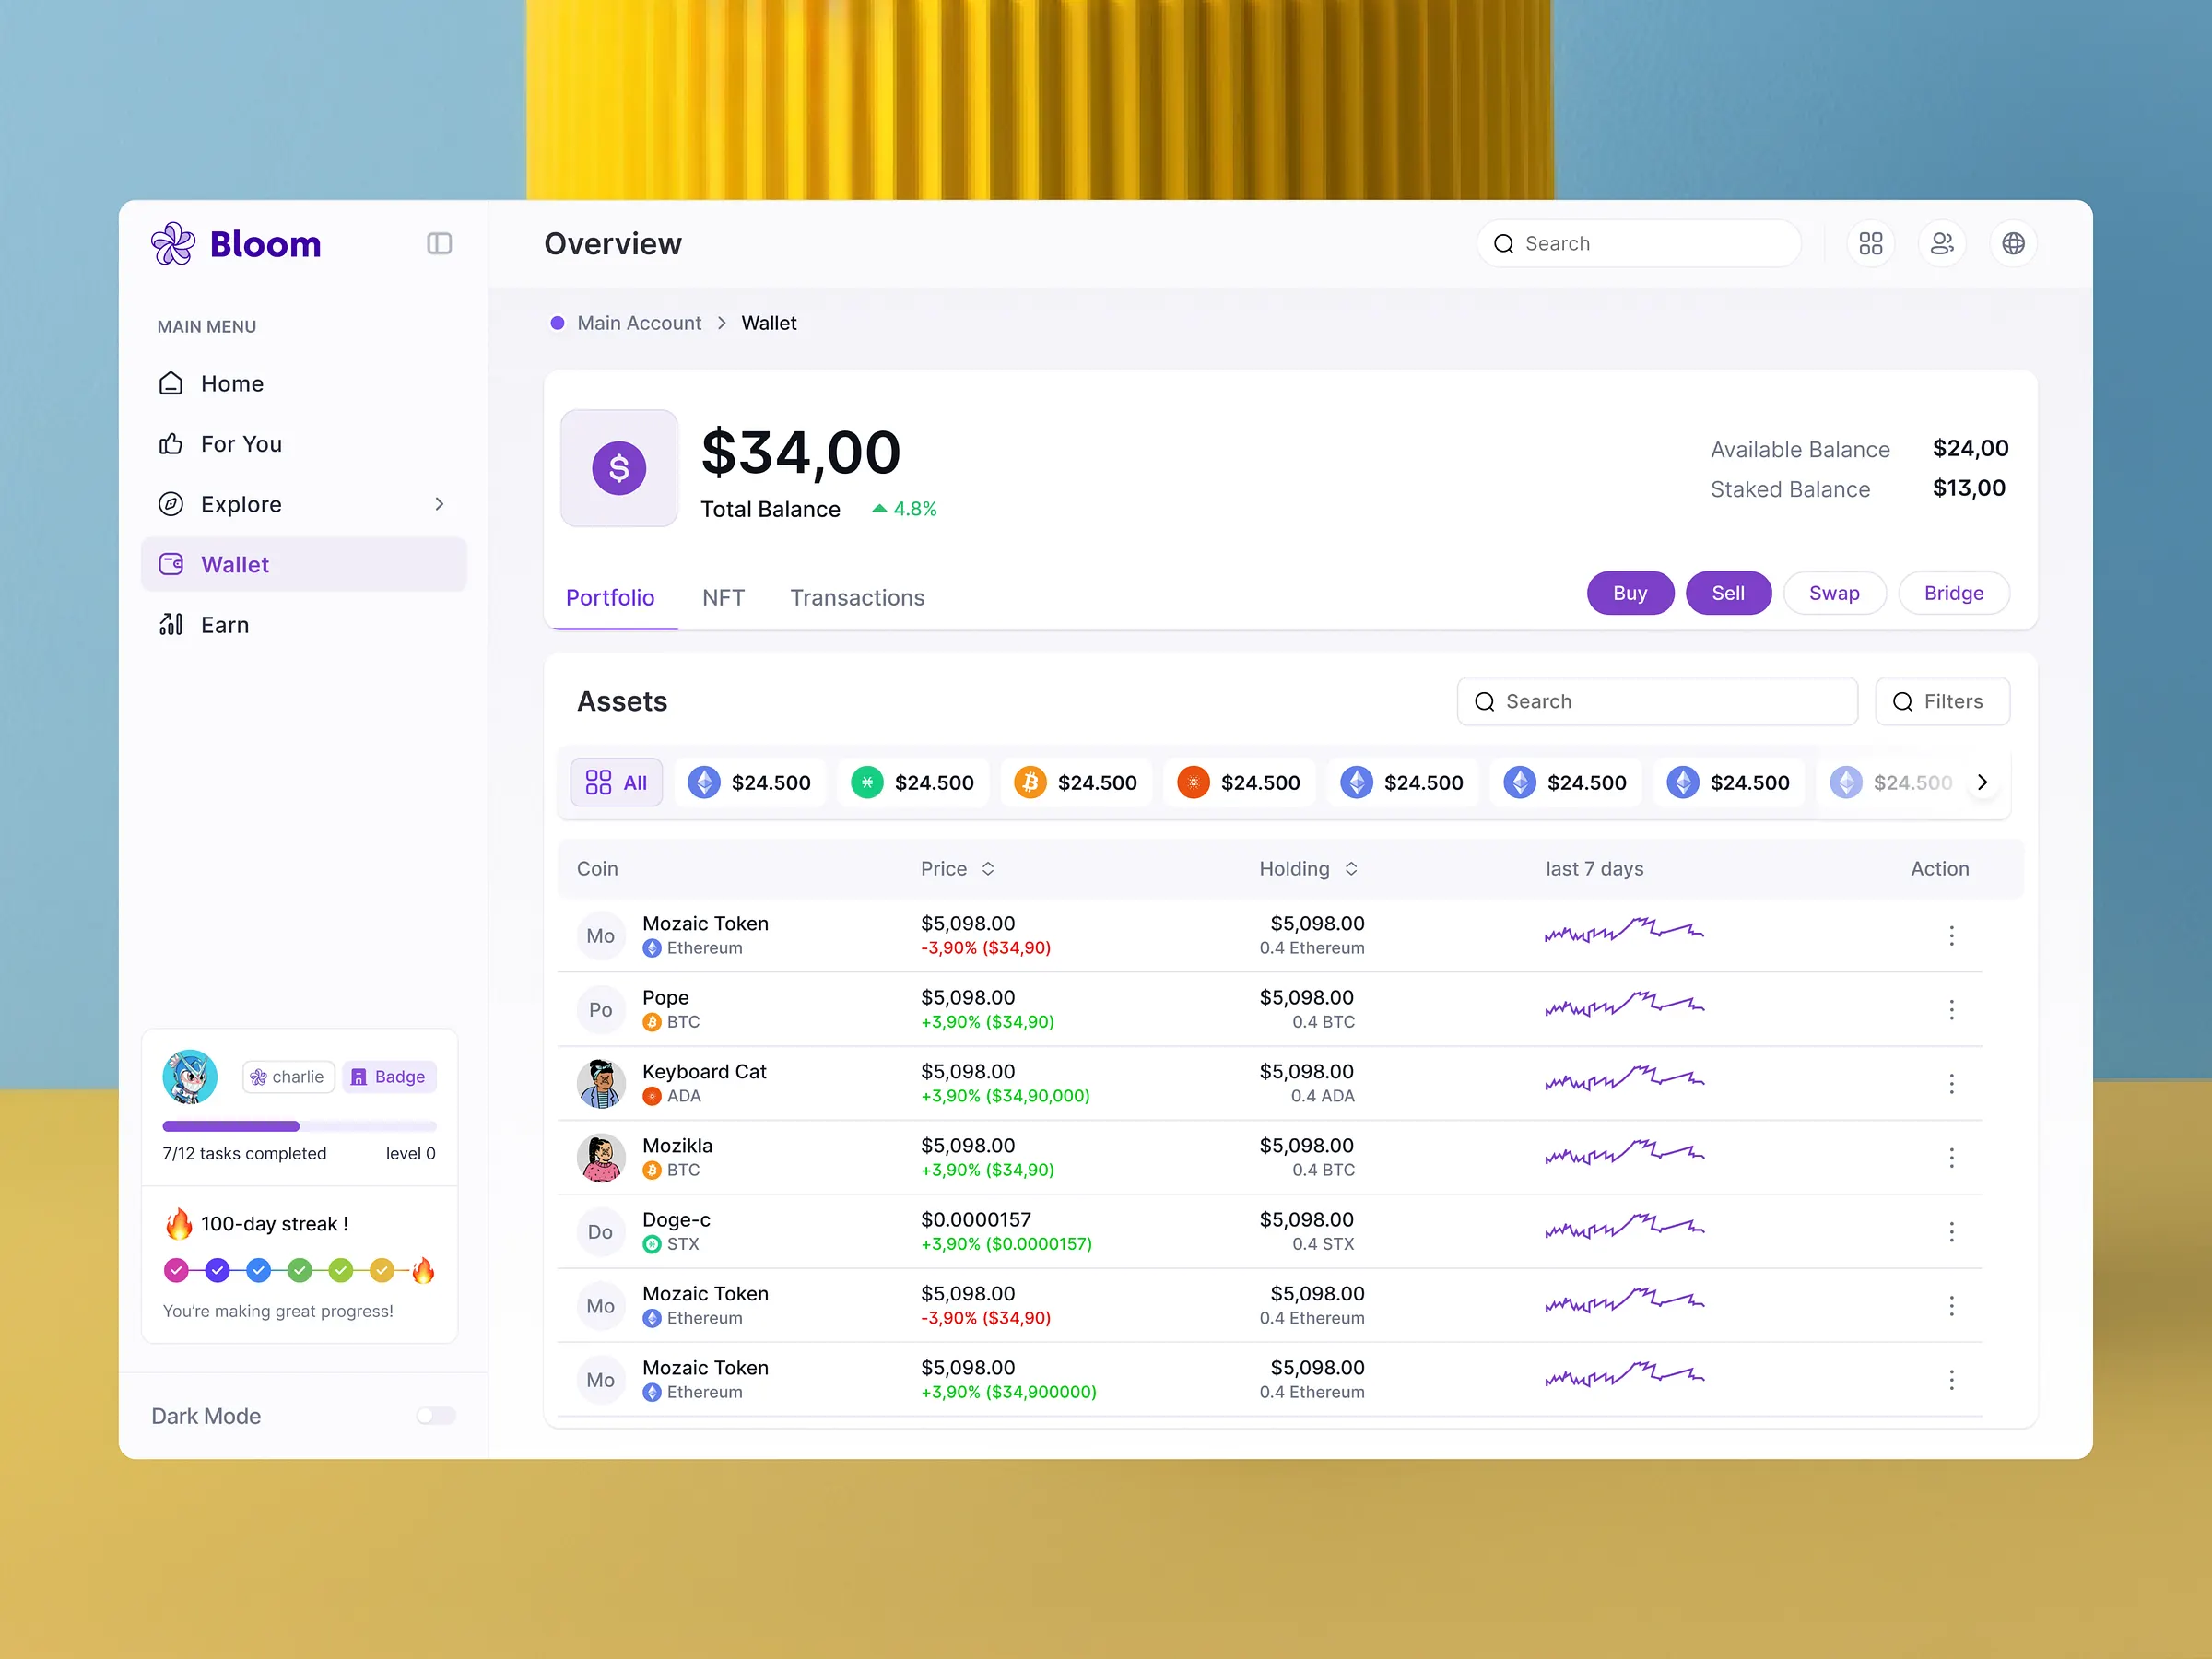 Bloom
MAIN MENU
Home
For You
Explore
Wallet
Earn
charlie
Badge
7/12 tasks completed level 0
100-day streak !
You're making great progress!
Dark Mode
Overview
Search
Main Account > Wallet
$34,00
Total Balance 4.8%
Available Balance $24,00
Staked Balance $13,00
Portfolio NFT Transactions
Buy Sell Swap Bridge
Assets
Search
Filters
All $24.500 $24.500 $24.500 $24.500 $24.500 $24.500 $24.500 $24.500
Coin Price Holding last 7 days Action
Mo Mozaic Token $5,098.00 $5,098.00
Ethereum -3,90% ($34,90) 0.4 Ethereum
Po Pope $5,098.00 $5,098.00
BTC +3,90% ($34,90) 0.4 BTC
Keyboard Cat $5,098.00 $5,098.00
ADA +3,90% ($34,90,000) 0.4 ADA
Mozikla $5,098.00 $5,098.00
BTC +3,90% ($34,90) 0.4 BTC
Do Doge-c $0.0000157 $5,098.00
STX +3,90% ($0.0000157) 0.4 STX
Mo Mozaic Token $5,098.00 $5,098.00
Ethereum -3,90% ($34,90) 0.4 Ethereum
Mo Mozaic Token $5,098.00 $5,098.00
Ethereum +3,90% ($34,900000) 0.4 Ethereum